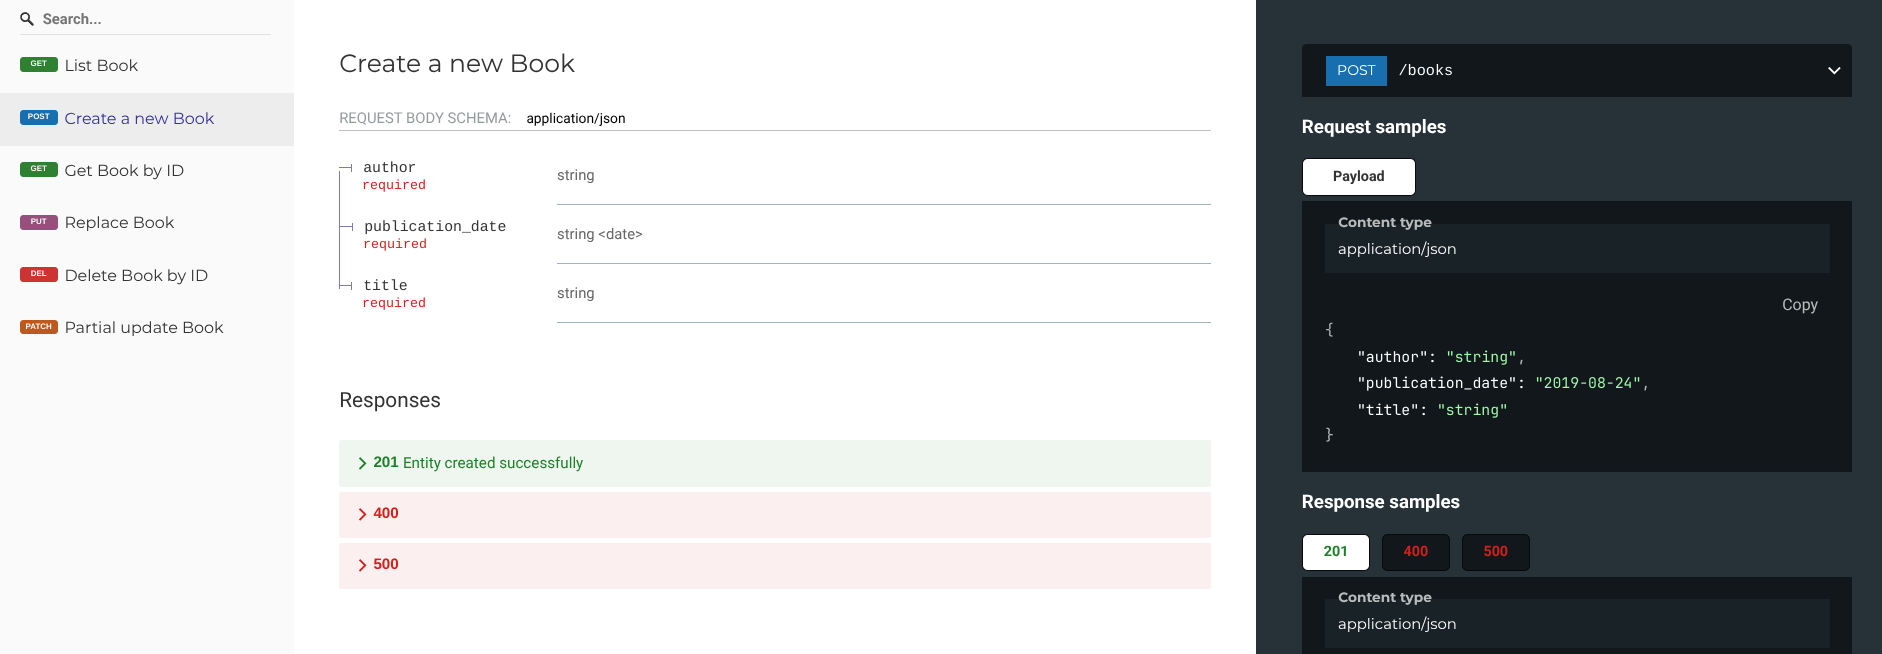 Search...
GET List Book
POST Create a new Book
GET Get Book by ID
PUT Replace Book
DEL Delete Book by ID
PATCH Partial update Book
Create a new Book
REQUEST BODY SCHEMA: application/json
author
required
string
publication_date
required
string <date>
title
required
string
Responses
201 Entity created successfully
400
500
POST /books
Request samples
Payload
Content type
application/json
Copy
{
"author": "string",
"publication_date": "2019-08-24",
"title": "string"
}
Response samples
201 400 500
Content type
application/json